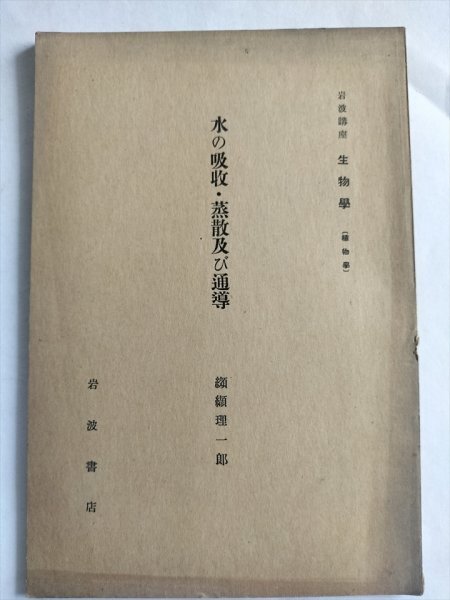 岩波講座 生物學〔植物學〕
水の吸收・蒸散及び通導
纐纈理一郎
岩波書店